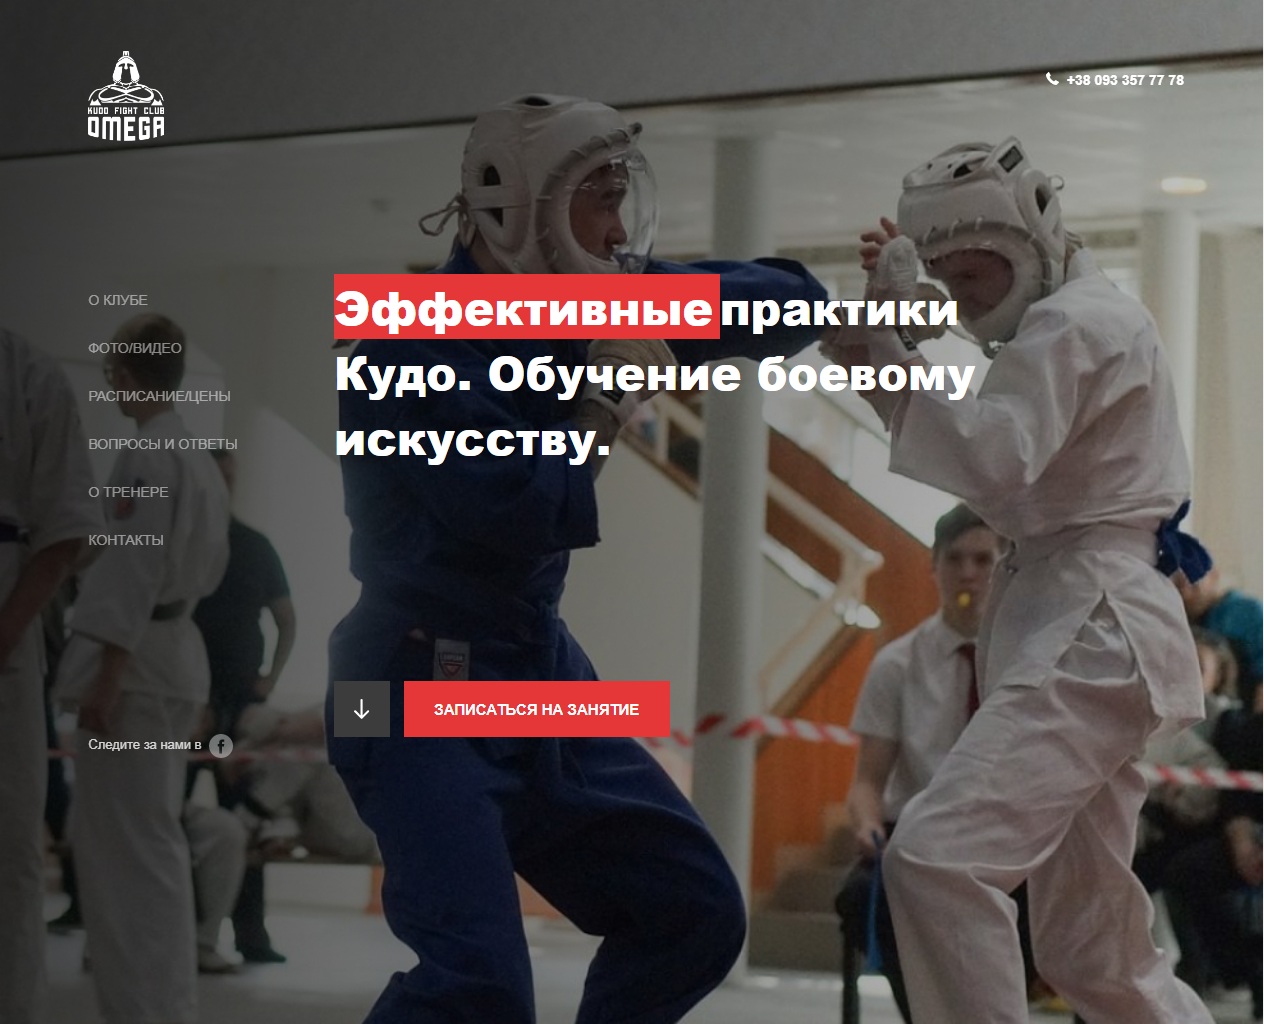 KUDO FIGHT CLUB
OMEGA
+38 093 357 77 78
О КЛУБЕ
ФОТО/ВИДЕО
РАСПИСАНИЕ/ЦЕНЫ
ВОПРОСЫ И ОТВЕТЫ
О ТРЕНЕРЕ
КОНТАКТЫ
Эффективные практики
Кудо. Обучение боевому
искусству.
ЗАПИСАТЬСЯ НА ЗАНЯТИЕ
Следите за нами в f